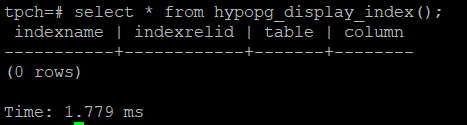 tpch=# select * from hypopg_display_index();
 indexname | indexrelid | table | column
-----------+------------+-------+--------
(0 rows)

Time: 1.779 ms